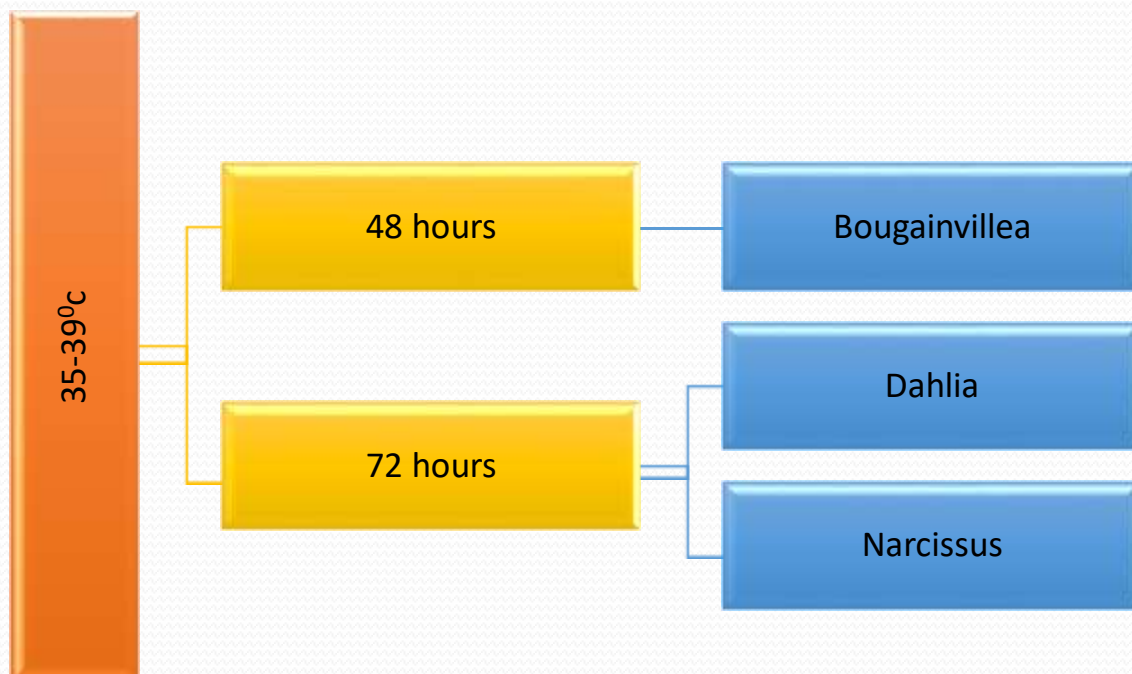 35-39⁰c
48 hours
Bougainvillea
72 hours
Dahlia
Narcissus